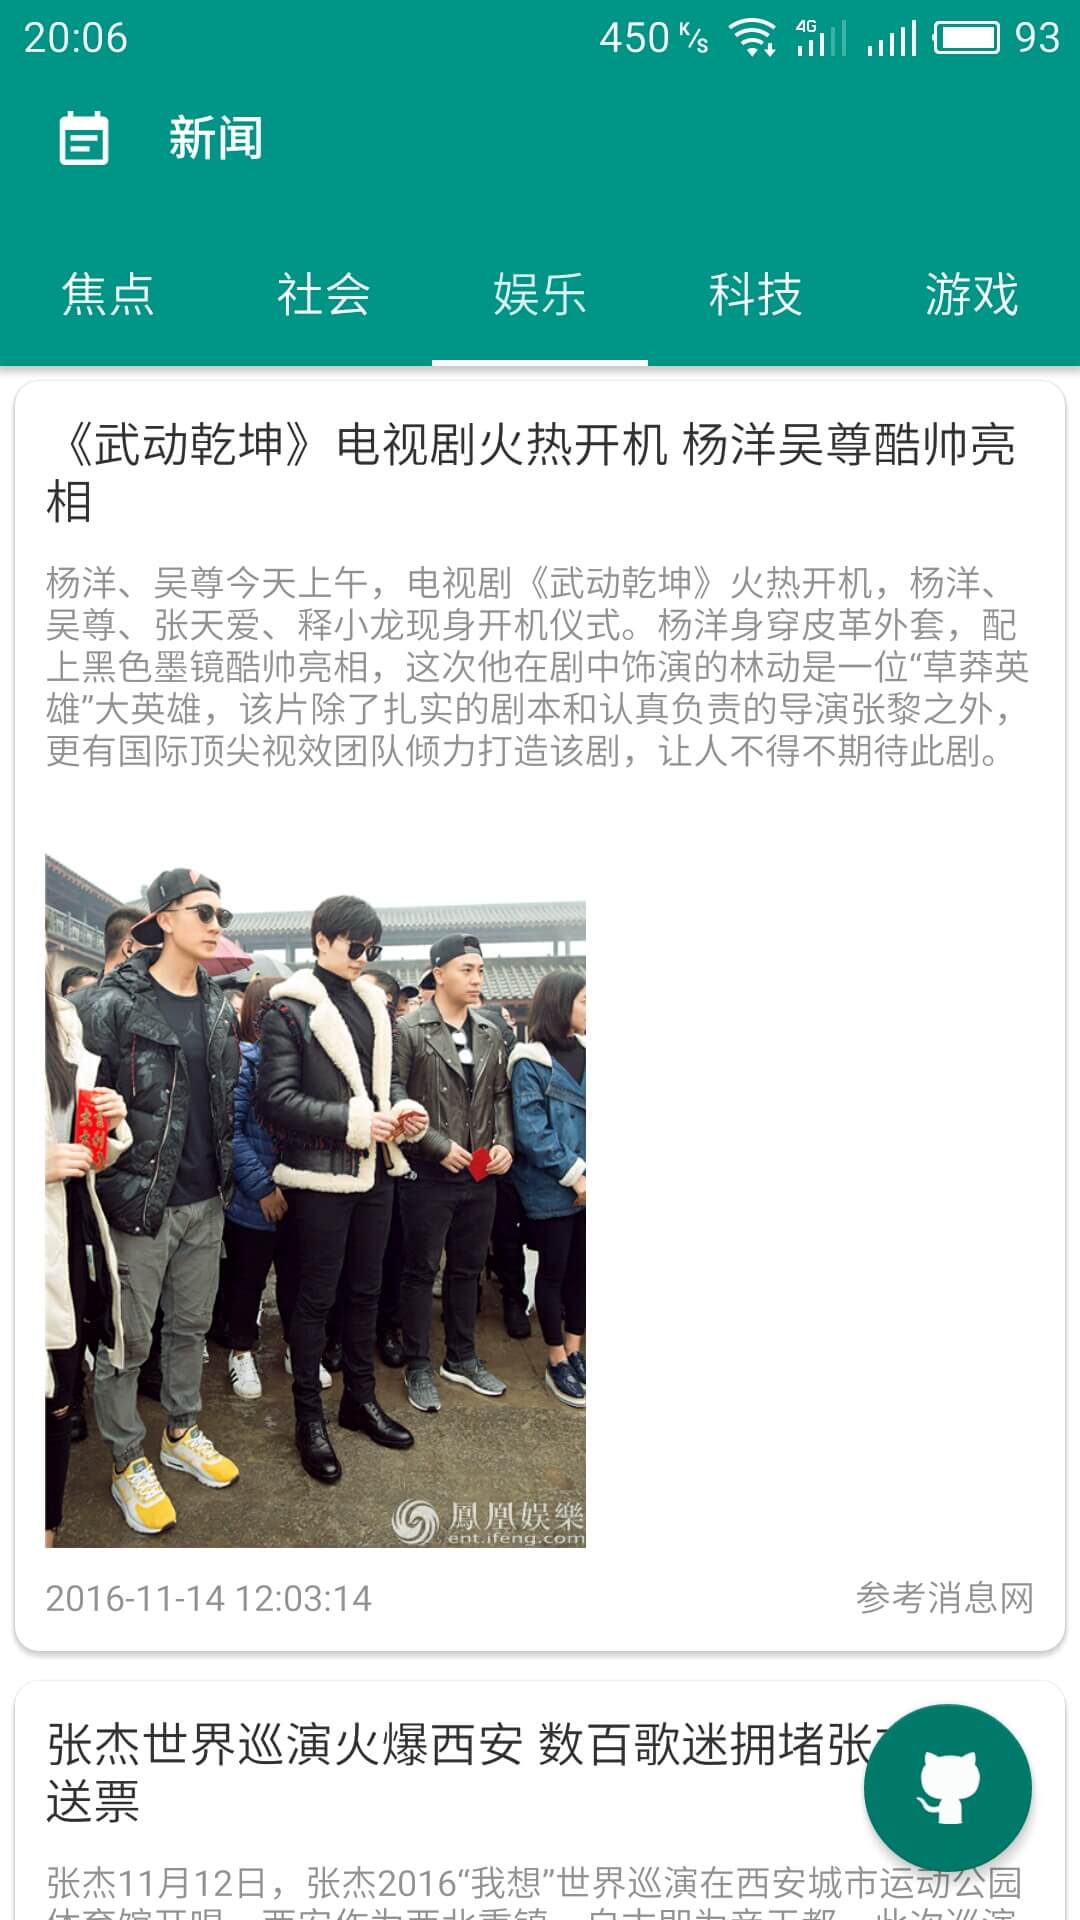 20:06
450 K/s
4G
93
新闻
焦点 社会 娱乐 科技 游戏
《武动乾坤》电视剧火热开机 杨洋吴尊酷帅亮
相
杨洋、吴尊今天上午，电视剧《武动乾坤》火热开机，杨洋、
吴尊、张天爱、释小龙现身开机仪式。杨洋身穿皮革外套，配
上黑色墨镜酷帅亮相，这次他在剧中饰演的林动是一位“草莽英
雄”大英雄，该片除了扎实的剧本和认真负责的导演张黎之外，
更有国际顶尖视效团队倾力打造该剧，让人不得不期待此剧。
鳳凰娱樂
ent.ifeng.com
2016-11-14 12:03:14
参考消息网
张杰世界巡演火爆西安 数百歌迷拥堵张
送票
张杰11月12日，张杰2016“我想”世界巡演在西安城市运动公园